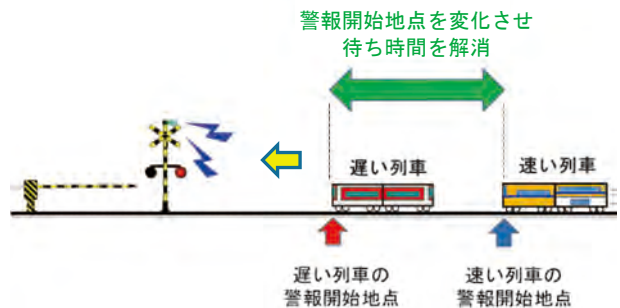 警報開始地点を変化させ
待ち時間を解消
遅い列車
速い列車
遅い列車の
警報開始地点
速い列車の
警報開始地点